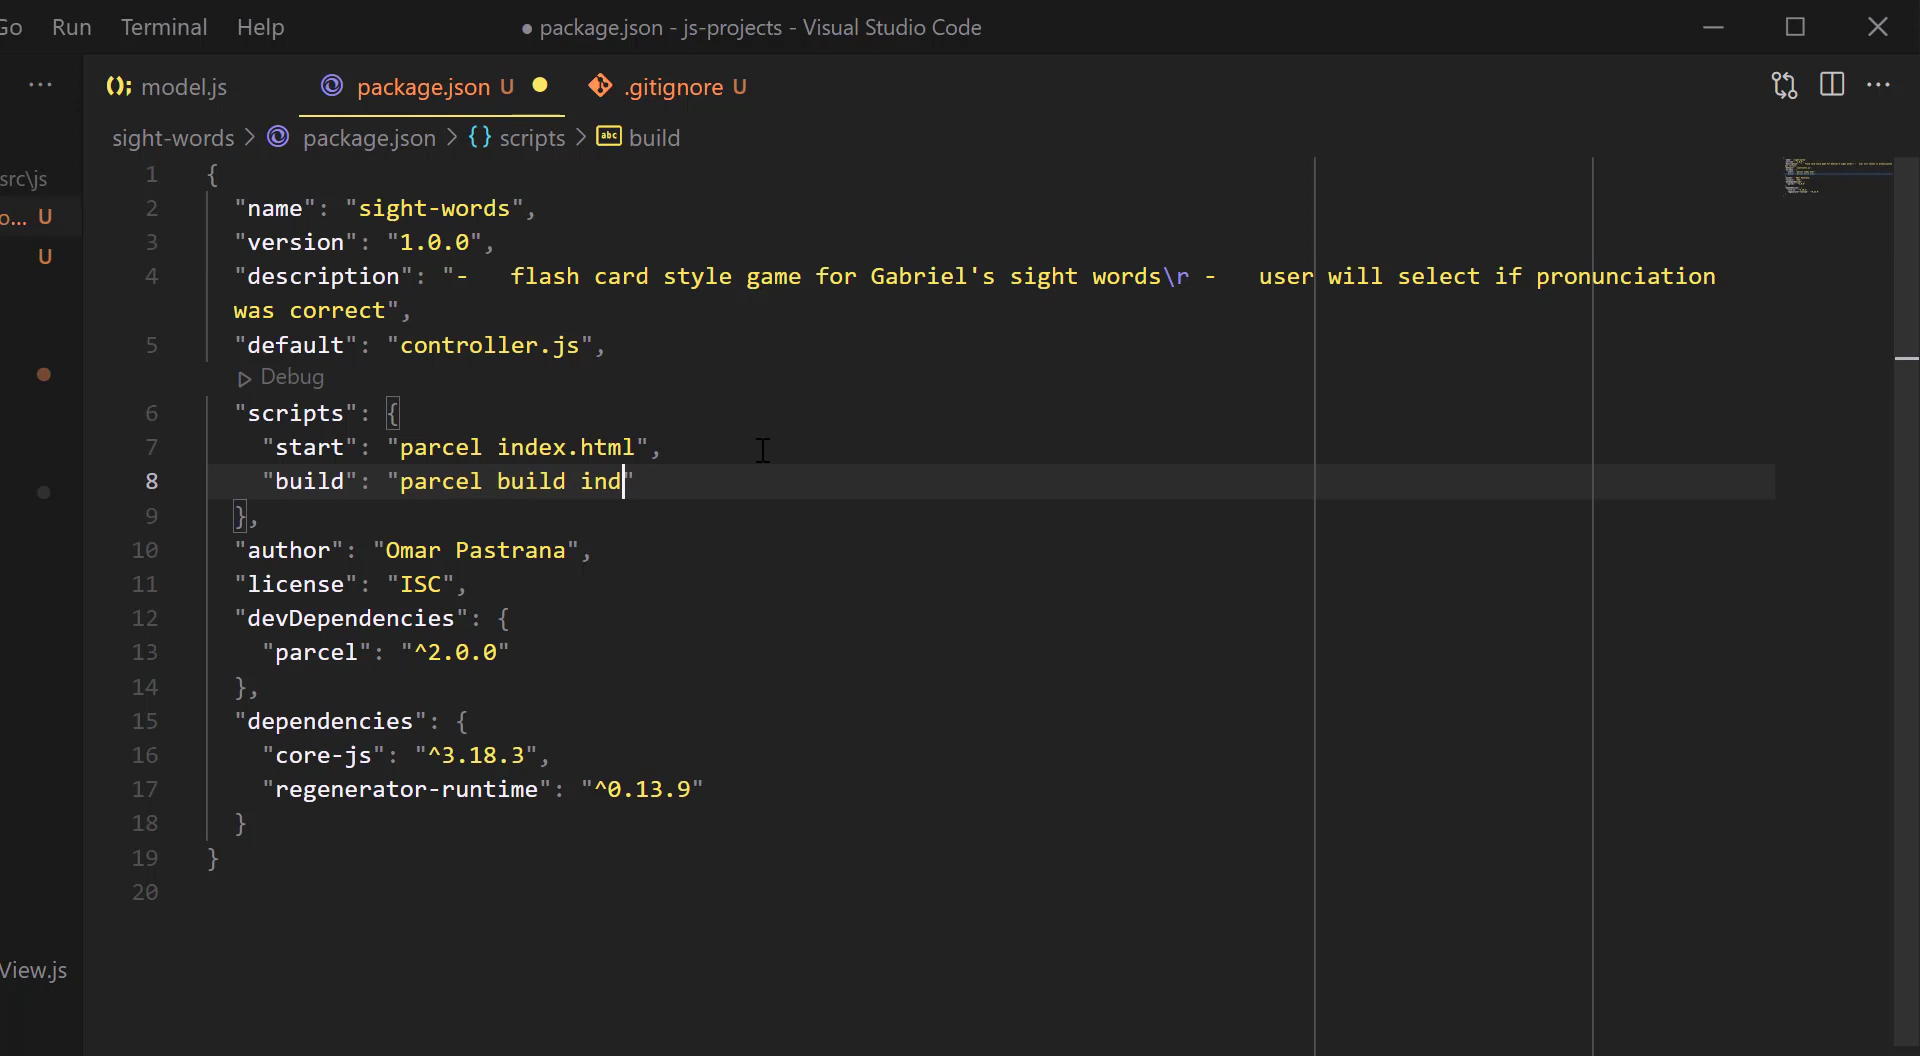 Go Run Terminal Help ● package.json - js-projects - Visual Studio Code
model.js package.json U .gitignore U
sight-words > package.json > {} scripts > abc build
src\js
o... U
U
View.js
1 {
2 "name": "sight-words",
3 "version": "1.0.0",
4 "description": "-   flash card style game for Gabriel's sight words\r -   user will select if pronunciation
was correct",
5 "default": "controller.js",
Debug
6 "scripts": {
7 "start": "parcel index.html",
8 "build": "parcel build ind"
9 },
10 "author": "Omar Pastrana",
11 "license": "ISC",
12 "devDependencies": {
13 "parcel": "^2.0.0"
14 },
15 "dependencies": {
16 "core-js": "^3.18.3",
17 "regenerator-runtime": "^0.13.9"
18 }
19 }
20